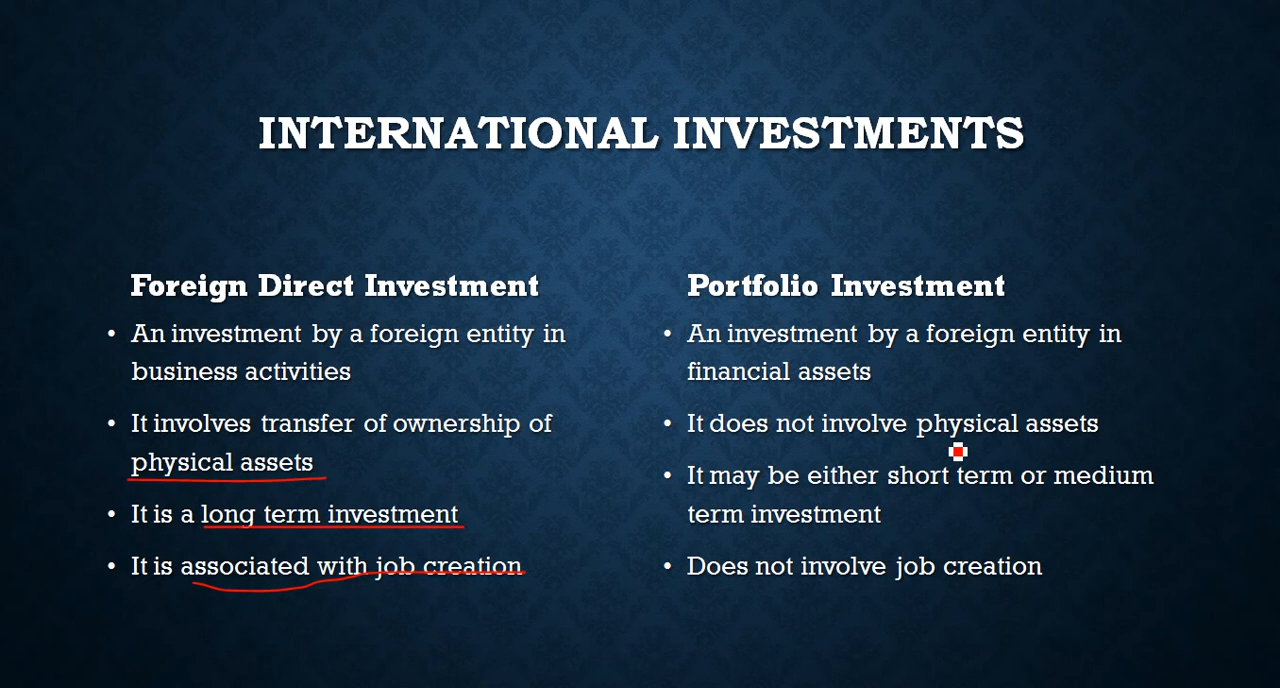 INTERNATIONAL INVESTMENTS
Foreign Direct Investment
• An investment by a foreign entity in
business activities
• It involves transfer of ownership of
physical assets
• It is a long term investment
• It is associated with job creation
Portfolio Investment
• An investment by a foreign entity in
financial assets
• It does not involve physical assets
• It may be either short term or medium
term investment
• Does not involve job creation